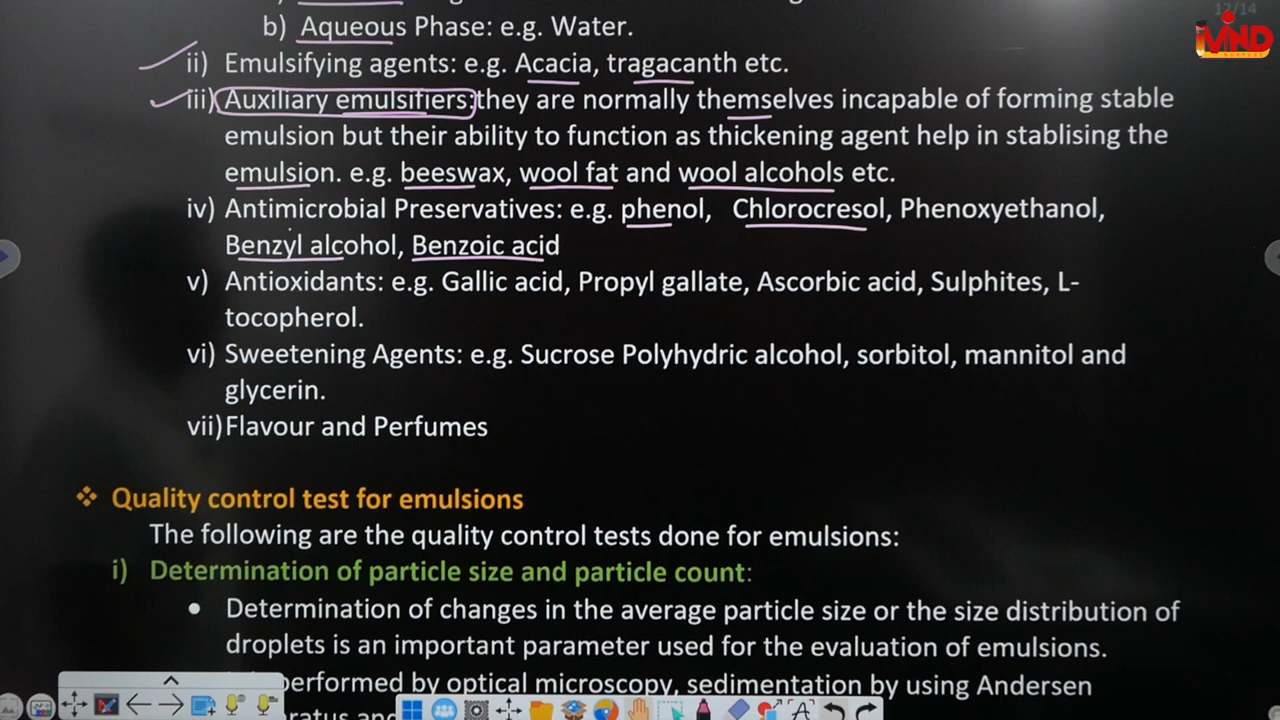 12/14
b) Aqueous Phase: e.g. Water.
MIND
ii) Emulsifying agents: e.g. Acacia, tragacanth etc.
iii) Auxiliary emulsifiers: they are normally themselves incapable of forming stable
emulsion but their ability to function as thickening agent help in stablising the
emulsion. e.g. beeswax, wool fat and wool alcohols etc.
iv) Antimicrobial Preservatives: e.g. phenol, Chlorocresol, Phenoxyethanol,
Benzyl alcohol, Benzoic acid
v) Antioxidants: e.g. Gallic acid, Propyl gallate, Ascorbic acid, Sulphites, L-
tocopherol.
vi) Sweetening Agents: e.g. Sucrose Polyhydric alcohol, sorbitol, mannitol and
glycerin.
vii) Flavour and Perfumes
❖ Quality control test for emulsions
The following are the quality control tests done for emulsions:
i) Determination of particle size and particle count:
• Determination of changes in the average particle size or the size distribution of
droplets is an important parameter used for the evaluation of emulsions.
performed by optical microscopy, sedimentation by using Andersen